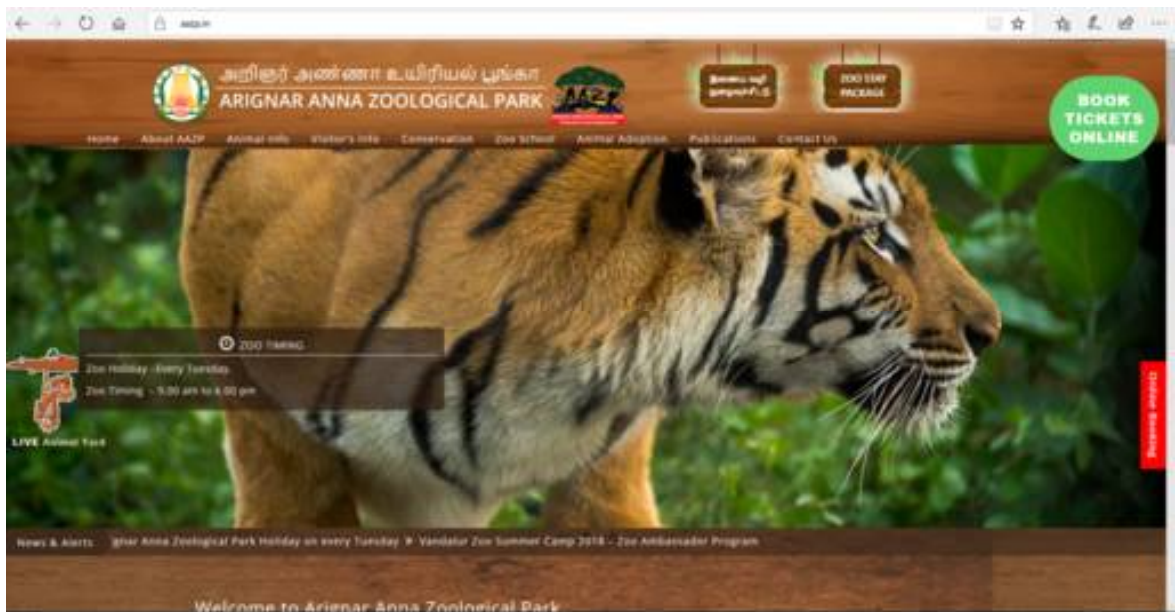 அறிஞர் அண்ணா உயிரியல் பூங்கா
ARIGNAR ANNA ZOOLOGICAL PARK
AAZP
இணைய வழி
நுழைவுச்சீட்டு
ZOO STAY
PACKAGE
BOOK
TICKETS
ONLINE
Home About AAZP Animal Info Visitor's Info Conservation Zoo School Animal Adoption Publications Contact Us
ZOO TIMING
Zoo Holiday - Every Tuesday
Zoo Timing - 9.00 am to 6.00 pm
LIVE Animal Yard
Online Booking
News & Alerts gnar Anna Zoological Park Holiday on every Tuesday Vandalur Zoo Summer Camp 2018 – Zoo Ambassador Program
Welcome to Arignar Anna Zoological Park